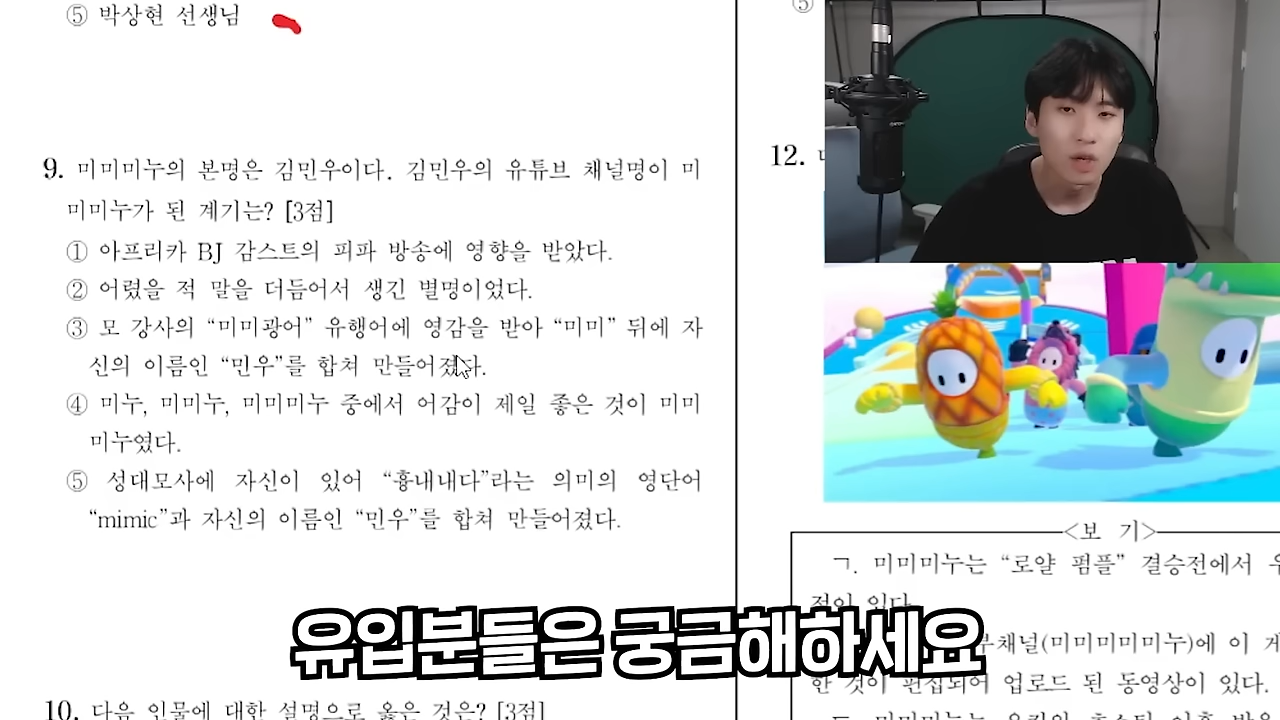 ⑤ 박상현 선생님
9. 미미미누의 본명은 김민우이다. 김민우의 유튜브 채널명이 미
미미누가 된 계기는? [3점]
① 아프리카 BJ 감스트의 피파 방송에 영향을 받았다.
② 어렸을 적 말을 더듬어서 생긴 별명이었다.
③ 모 강사의 “미미광어” 유행어에 영감을 받아 “미미” 뒤에 자
신의 이름인 “민우”를 합쳐 만들어졌다.
④ 미누, 미미누, 미미미누 중에서 어감이 제일 좋은 것이 미미
미누였다.
⑤ 성대모사에 자신이 있어 “흉내내다”라는 의미의 영단어
“mimic”과 자신의 이름인 “민우”를 합쳐 만들어졌다.
10. 다음 인물에 대한 설명으로 옳은 것은? [3점]
⑤
12.
<보 기>
ㄱ. 미미미누는 “로얄 펌플” 결승전에서 우
적이 있다.
부채널(미미미미미누)에 이 게
한 것이 편집되어 업로드 된 동영상이 있다.
유입분들은 궁금해하세요